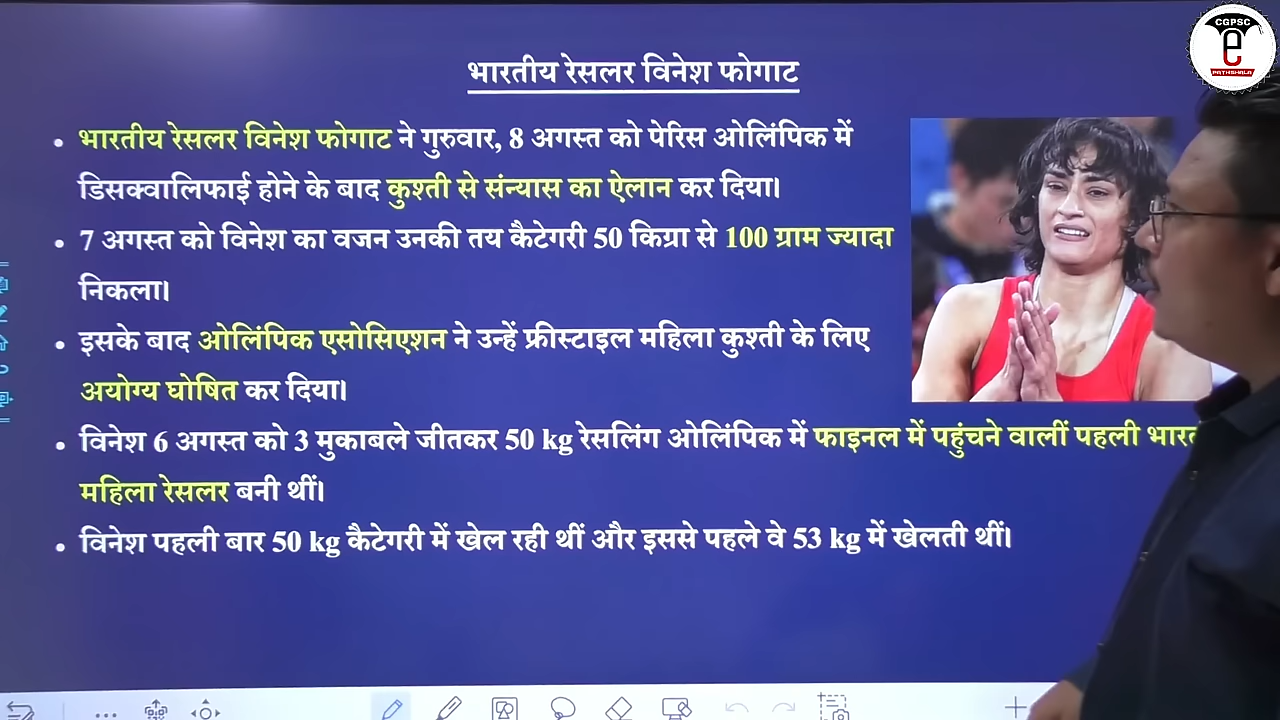 CGPSC
e
PATHSHALA
भारतीय रेसलर विनेश फोगाट
• भारतीय रेसलर विनेश फोगाट ने गुरुवार, 8 अगस्त को पेरिस ओलिंपिक में
डिसक्वालिफाई होने के बाद कुश्ती से संन्यास का ऐलान कर दिया।
• 7 अगस्त को विनेश का वजन उनकी तय कैटेगरी 50 किग्रा से 100 ग्राम ज्यादा
निकला।
• इसके बाद ओलिंपिक एसोसिएशन ने उन्हें फ्रीस्टाइल महिला कुश्ती के लिए
अयोग्य घोषित कर दिया।
• विनेश 6 अगस्त को 3 मुकाबले जीतकर 50 kg रेसलिंग ओलिंपिक में फाइनल में पहुंचने वालीं पहली
महिला रेसलर बनी थीं।
• विनेश पहली बार 50 kg कैटेगरी में खेल रही थीं और इससे पहले वे 53 kg में खेलती थीं।